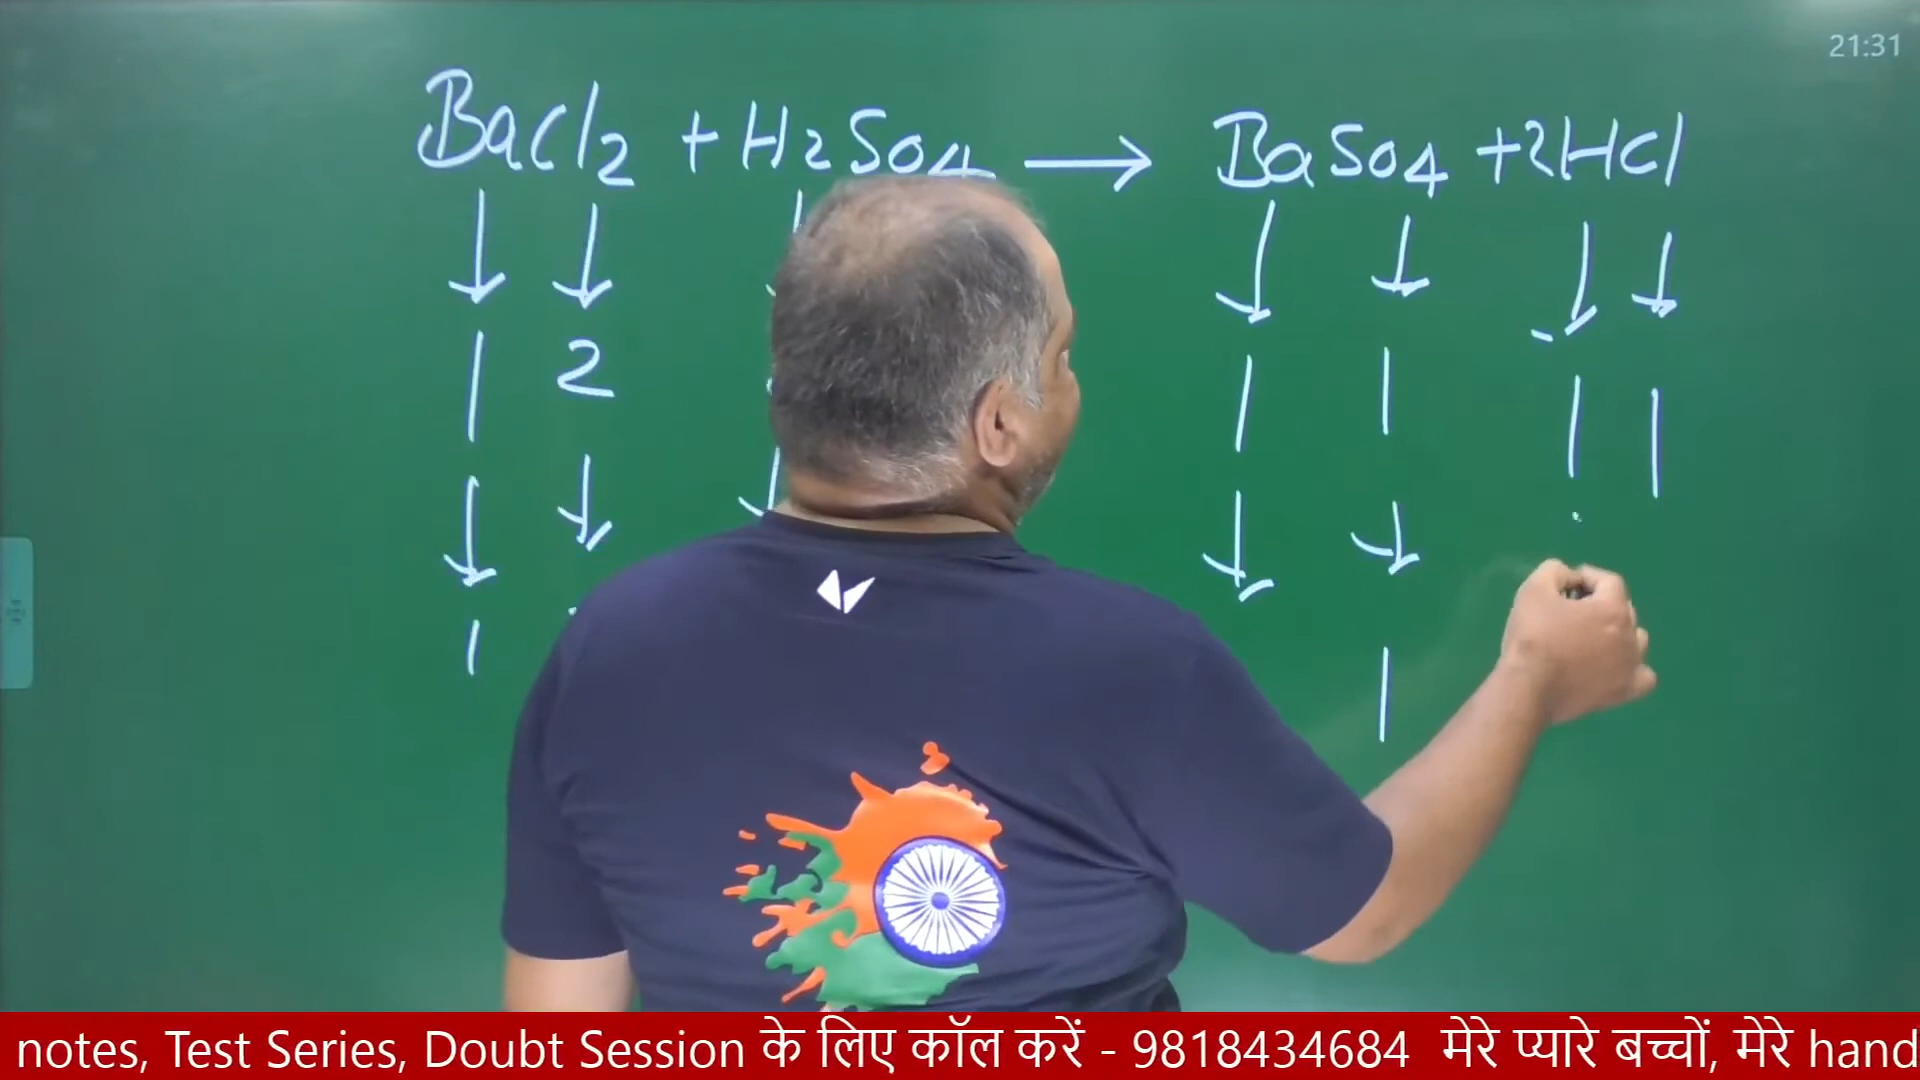 21:31
BaCl2 + H2SO4 → BaSO4 + 2HCl
↓ ↓ ↓ ↓ ↓ ↓
1 2 1 1 1 1
↓ ↓ ↓ ↓ ↓
1 1
notes, Test Series, Doubt Session के लिए कॉल करें - 9818434684 मेरे प्यारे बच्चों, मेरे hand